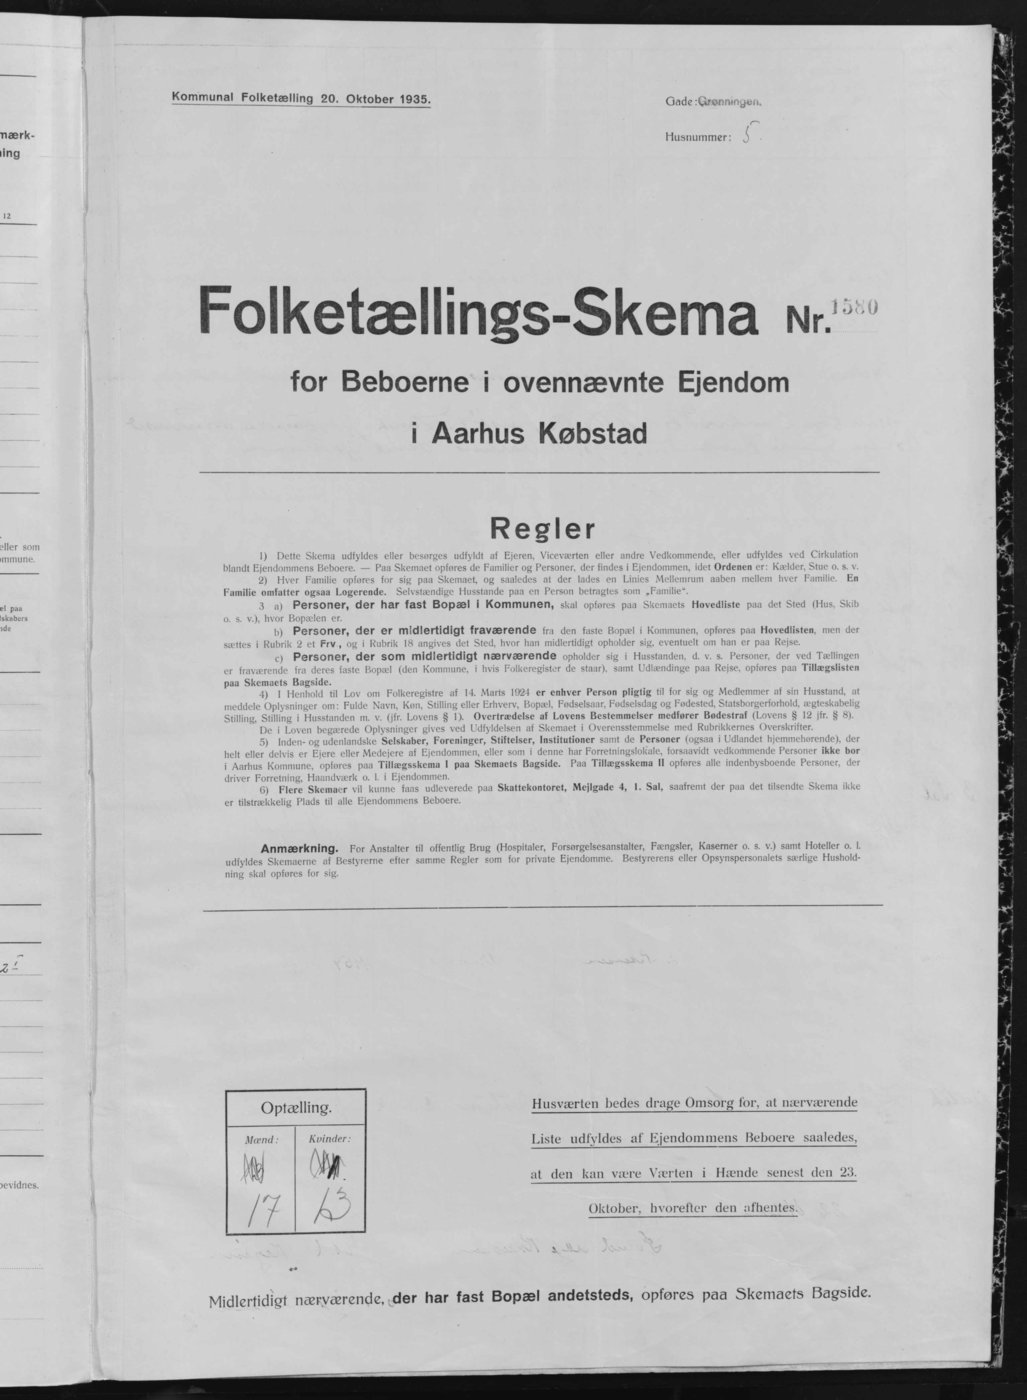 mærk-
ning
12
eller som
ommune.
el paa
lskabers
nde
bevidnes.
Kommunal Folketælling 20. Oktober 1935.
Gade: Grønningen.
Husnummer: 5
Folketællings-Skema Nr. 1580
for Beboerne i ovennævnte Ejendom
i Aarhus Købstad
Regler
1) Dette Skema udfyldes eller besørges udfyldt af Ejeren, Viceværten eller andre Vedkommende, eller udfyldes ved Cirkulation
blandt Ejendommens Beboere. — Paa Skemaet opføres de Familier og Personer, der findes i Ejendommen, idet Ordenen er: Kælder, Stue o. s. v.
2) Hver Familie opføres for sig paa Skemaet, og saaledes at der lades en Linies Mellemrum aaben mellem hver Familie. En
Familie omfatter ogsaa Logerende. Selvstændige Husstande paa en Person betragtes som „Familie".
3 a) Personer, der har fast Bopæl i Kommunen, skal opføres paa Skemaets Hovedliste paa det Sted (Hus, Skib
o. s. v.), hvor Bopælen er.
b) Personer, der er midlertidigt fraværende fra den faste Bopæl i Kommunen, opføres paa Hovedlisten, men der
sættes i Rubrik 2 et Frv., og i Rubrik 18 angives det Sted, hvor han midlertidigt opholder sig, eventuelt om han er paa Rejse.
c) Personer, der som midlertidigt nærværende opholder sig i Husstanden, d. v. s. Personer, der ved Tællingen
er fraværende fra deres faste Bopæl (den Kommune, i hvis Folkeregister de staar), samt Udlændinge paa Rejse, opføres paa Tillægslisten
paa Skemaets Bagside.
4) I Henhold til Lov om Folkeregistre af 14. Marts 1924 er enhver Person pligtig til for sig og Medlemmer af sin Husstand, at
meddele Oplysninger om: Fulde Navn, Køn, Stilling eller Erhverv, Bopæl, Fødselsaar, Fødselsdag og Fødested, Statsborgerforhold, ægteskabelig
Stilling, Stilling i Husstanden m. v. (jfr. Lovens § 1). Overtrædelse af Lovens Bestemmelser medfører Bødestraf (Lovens § 12 jfr. § 8).
De i Loven begærede Oplysninger gives ved Udfyldelsen af Skemaet i Overensstemmelse med Rubrikkernes Overskrifter.
5) Inden- og udenlandske Selskaber, Foreninger, Stiftelser, Institutioner samt de Personer (ogsaa i Udlandet hjemmehørende), der
helt eller delvis er Ejere eller Medejere af Ejendommen, eller som i denne har Forretningslokale, forsaavidt vedkommende Personer ikke bor
i Aarhus Kommune, opføres paa Tillægsskema I paa Skemaets Bagside. Paa Tillægsskema II opføres alle indenbysboende Personer, der
driver Forretning, Haandværk o. l. i Ejendommen.
6) Flere Skemaer vil kunne faas udleverede paa Skattekontoret, Mejlgade 4, 1. Sal, saafremt der paa det tilsendte Skema ikke
er tilstrækkelig Plads til alle Ejendommens Beboere.
Anmærkning. For Anstalter til offentlig Brug (Hospitaler, Forsørgelsesanstalter, Fængsler, Kaserner o. s. v.) samt Hoteller o. l.
udfyldes Skemaerne af Bestyrerne efter samme Regler som for private Ejendomme. Bestyrerens eller Opsynspersonalets særlige Hushold-
ning skal opføres for sig.
Optælling.
Mænd: Kvinder:
17 13
Husværten bedes drage Omsorg for, at nærværende
Liste udfyldes af Ejendommens Beboere saaledes,
at den kan være Værten i Hænde senest den 23.
Oktober, hvorefter den afhentes.
Midlertidigt nærværende, der har fast Bopæl andetsteds, opføres paa Skemaets Bagside.